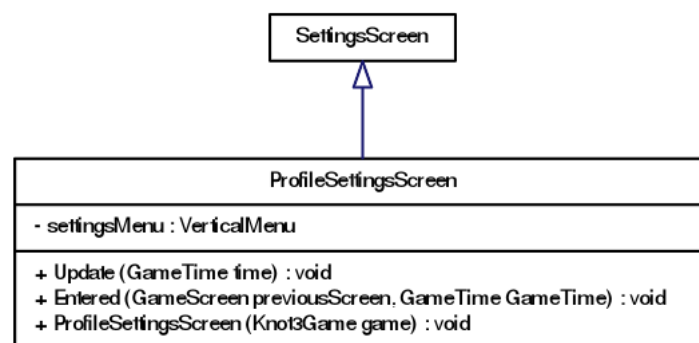 SettingsScreen
ProfileSettingsScreen
- settingsMenu : VerticalMenu
+ Update (GameTime time) : void
+ Entered (GameScreen previousScreen, GameTime GameTime) : void
+ ProfileSettingsScreen (Knot3Game game) : void